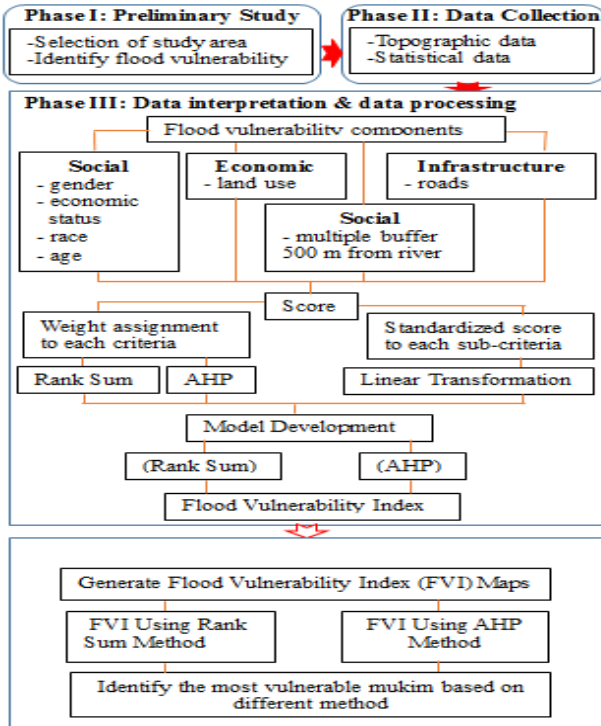 Phase I: Preliminary Study
-Selection of study area
-Identify flood vulnerability
Phase II: Data Collection
-Topographic data
-Statistical data
Phase III: Data interpretation & data processing
Flood vulnerability components
Social
- gender
- economic
status
- race
- age
Economic
- land use
Social
- multiple buffer
500 m from river
Infrastructure
- roads
Score
Weight assignment
to each criteria
Standardized score
to each sub-criteria
Rank Sum
AHP
Linear Transformation
Model Development
(Rank Sum)
(AHP)
Flood Vulnerability Index
Generate Flood Vulnerability Index (FVI) Maps
FVI Using Rank
Sum Method
FVI Using AHP
Method
Identify the most vulnerable mukim based on
different method